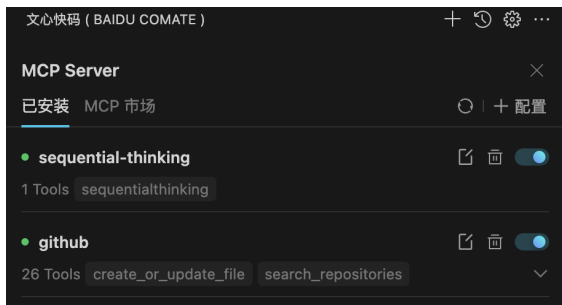 文心快码 ( BAIDU COMATE )
MCP Server
已安装 MCP 市场 配置
sequential-thinking
1 Tools sequentialthinking
github
26 Tools create_or_update_file search_repositories